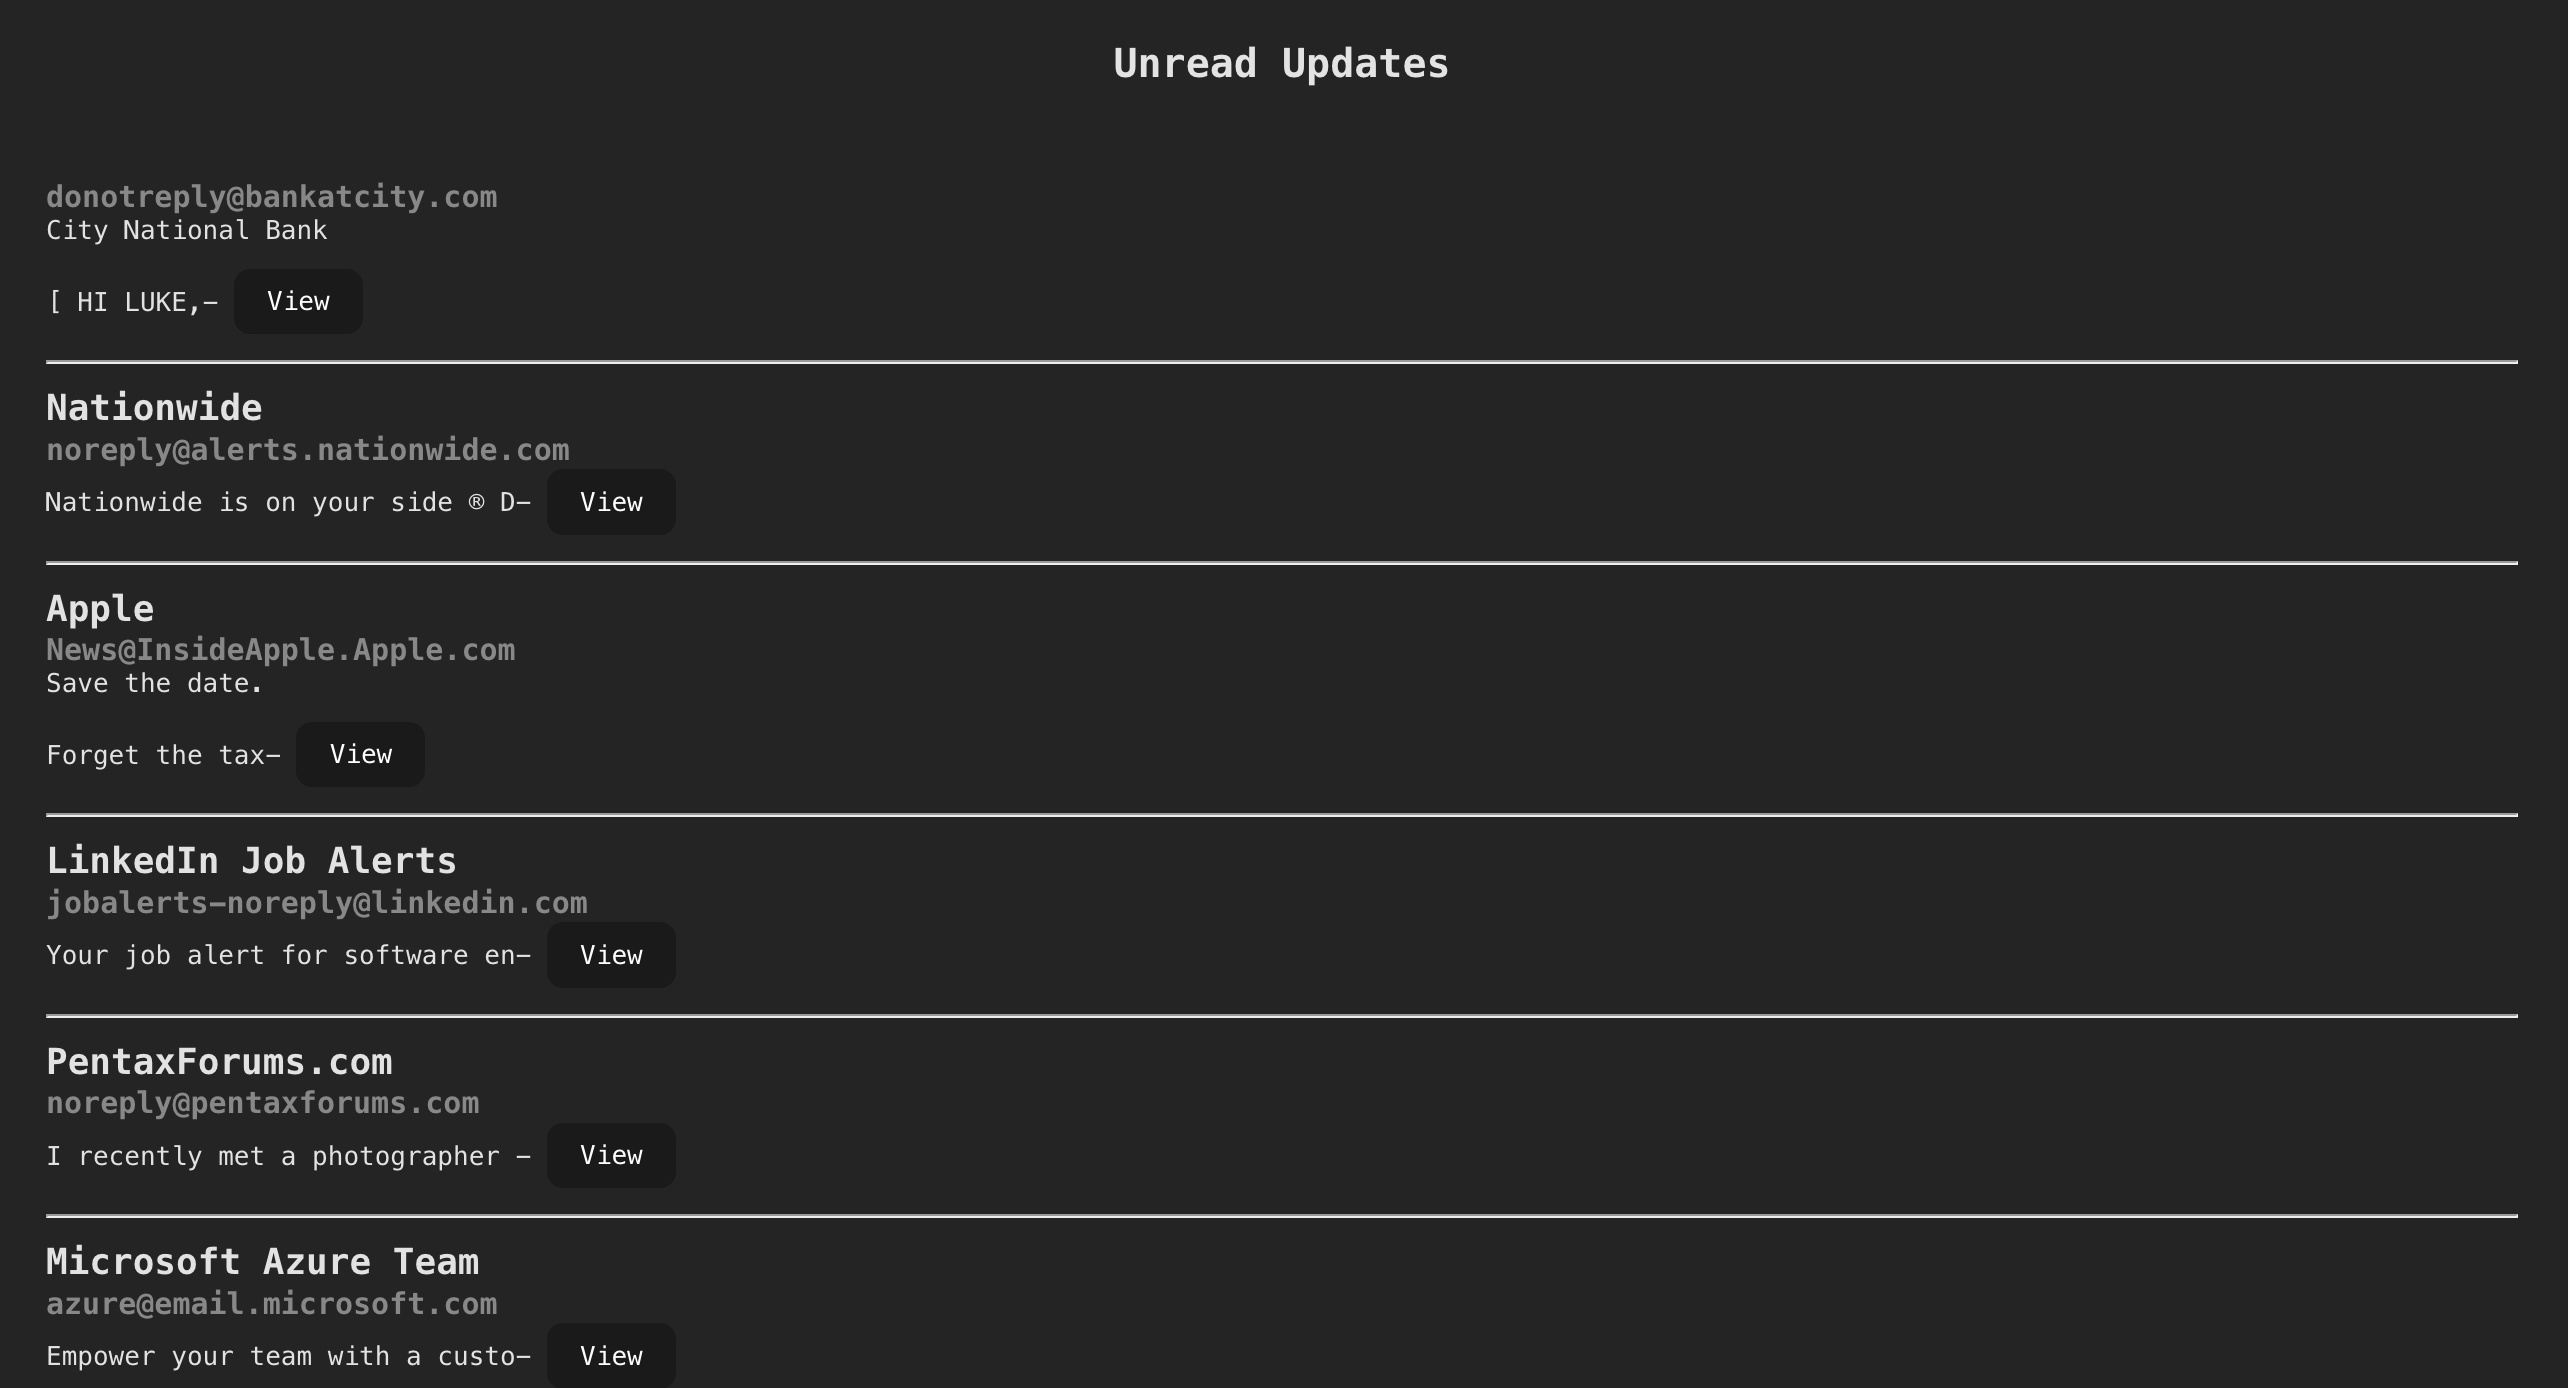 Unread Updates
donotreply@bankatcity.com
City National Bank
[ HI LUKE,− View
Nationwide
noreply@alerts.nationwide.com
Nationwide is on your side ® D− View
Apple
News@InsideApple.Apple.com
Save the date.
Forget the tax− View
LinkedIn Job Alerts
jobalerts−noreply@linkedin.com
Your job alert for software en− View
PentaxForums.com
noreply@pentaxforums.com
I recently met a photographer − View
Microsoft Azure Team
azure@email.microsoft.com
Empower your team with a custo− View